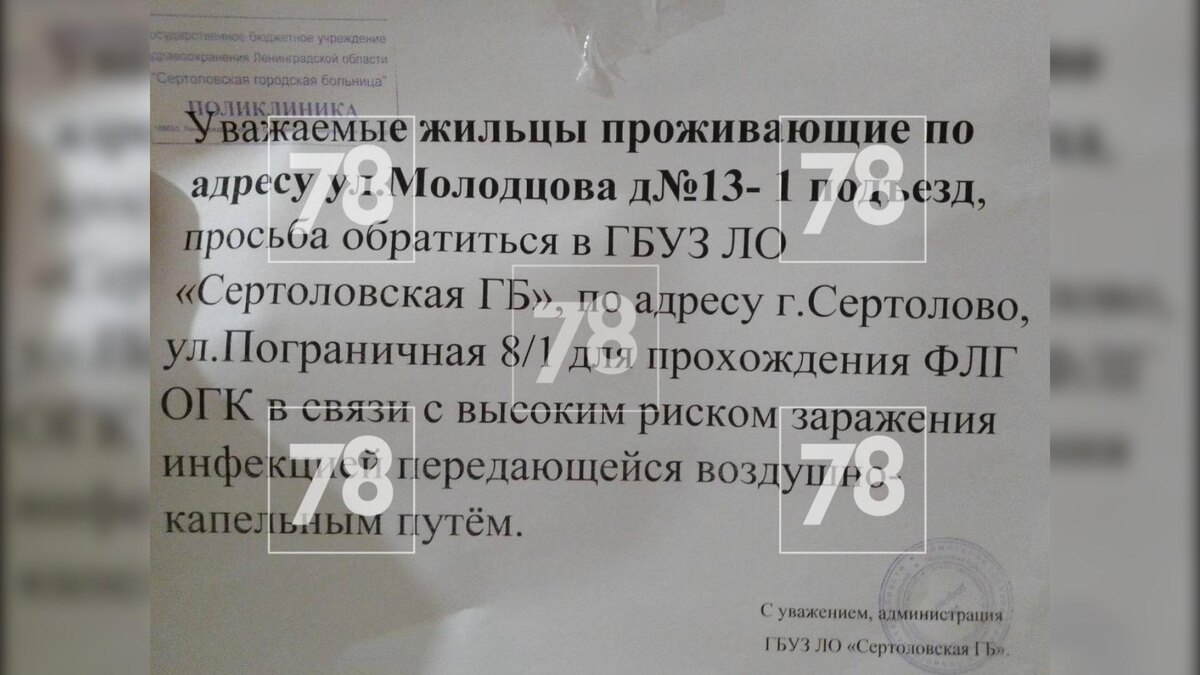 Государственное бюджетное учреждение
здравоохранения Ленинградской области
"Сертоловская городская больница"
ПОЛИКЛИНИКА
Уважаемые жильцы проживающие по
адресу ул.Молодцова д№13- 1 подъезд,
просьба обратиться в ГБУЗ ЛО
«Сертоловская ГБ», по адресу г.Сертолово,
ул.Пограничная 8/1 для прохождения ФЛГ
ОГК в связи с высоким риском заражения
инфекцией передающейся воздушно-
капельным путём.
С уважением, администрация
ГБУЗ ЛО «Сертоловская ГБ».
78
78
78
78
78